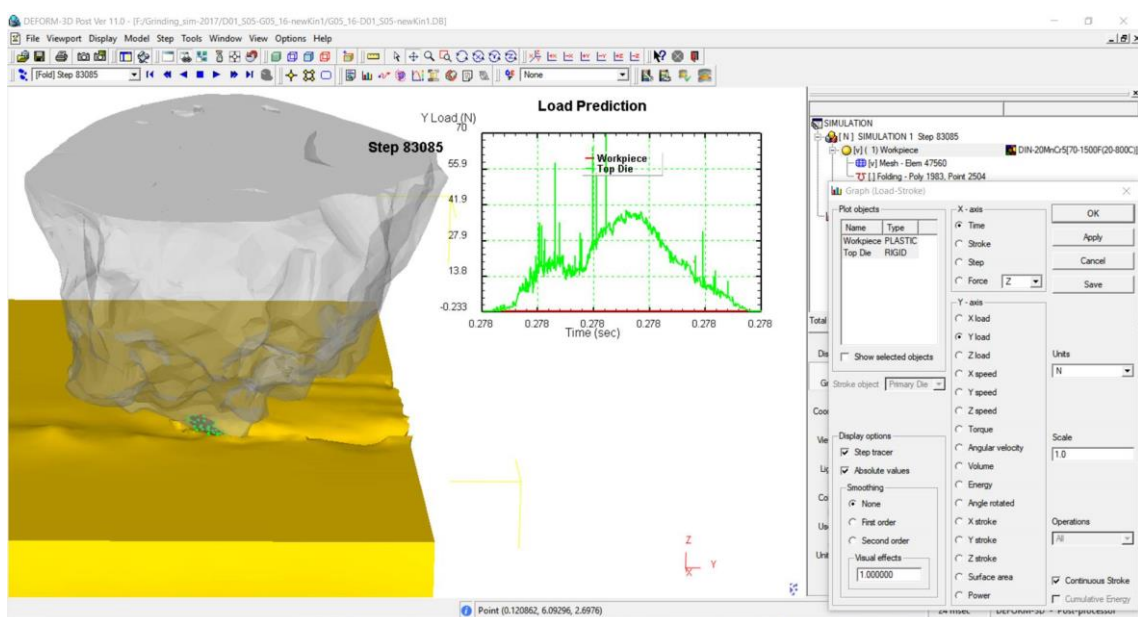 DEFORM-3D Post Ver 11.0 - [F:/Grinding_sim-2017/D01_S05-G05_16-newKin1/G05_16-D01_S05-newKin1.DB]
File Viewport Display Model Step Tools Window View Options Help
[Fold] Step 83085
None
Load Prediction
Y Load (N)
Step 83085
70
55.9
41.9
27.9
13.8
-0.233
Workpiece
Top Die
0.278 0.278 0.278 0.278 0.278 0.278
Time (sec)
Z
Y
X
SIMULATION
[ N ] SIMULATION 1 Step 83085
[v] ( 1) Workpiece DIN-20MnCr5[70-1500F(20-800C)]
[v] Mesh - Elem 47560
[.] Folding - Poly 1983, Point 2504
Total
Dis
Coor
Vie
Us
Unit
Graph (Load-Stroke)
Plot objects
Name Type
Workpiece PLASTIC
Top Die RIGID
Show selected objects
Stroke object Primary Die
Display options
Step tracer
Absolute values
Smoothing
None
First order
Second order
Visual effects
1.000000
X - axis
Time
Stroke
Step
Force Z
Y - axis
X load
Y load
Z load
X speed
Y speed
Z speed
Torque
Angular velocity
Volume
Energy
Angle rotated
X stroke
Y stroke
Z stroke
Surface area
Power
OK
Apply
Cancel
Save
Units
N
Scale
1.0
Operations
All
Continuous Stroke
Cumulative Energy
Point (0.120862, 6.09296, 2.6976)
24 msec DEFORM-3D - Post-processor